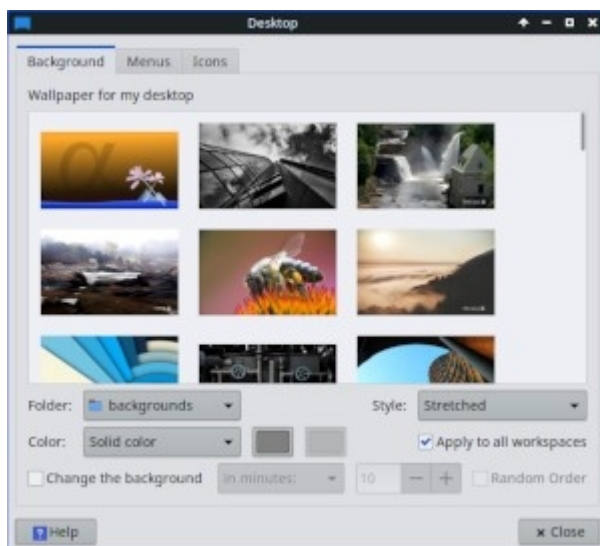 Desktop
Background Menus Icons
Wallpaper for my desktop
α
Folder: backgrounds Style: Stretched
Color: Solid color Apply to all workspaces
Change the background in minutes: 10 Random Order
Help Close